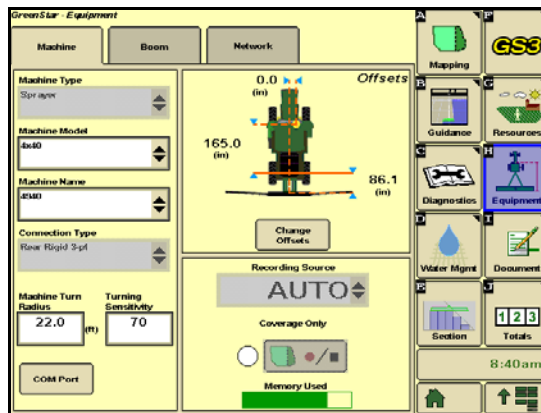 GreenStar - Equipment
Machine
Boom
Network
Machine Type
Sprayer
Machine Model
4x40
Machine Name
4940
Connection Type
Rear Rigid 3-pt
Machine Turn
Radius
22.0
(ft)
Turning
Sensitivity
70
COM Port
Offsets
0.0
(in)
165.0
(in)
86.1
(in)
Change
Offsets
Recording Source
AUTO
Coverage Only
Memory Used
A
Mapping
F
GS3
B
Guidance
G
Resources
C
Diagnostics
H
Equipment
D
Water Mgmt
I
Document
E
Section
J
1 2 3
Totals
8:40am